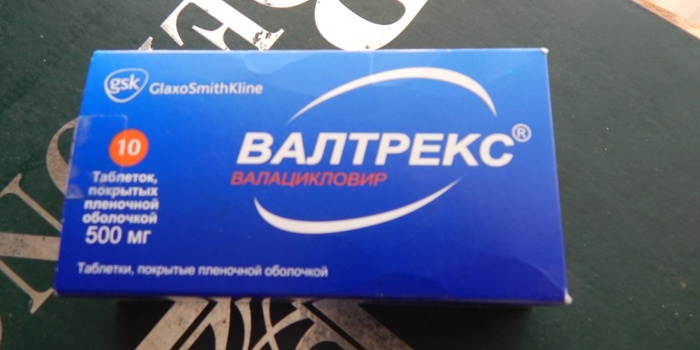 gsk GlaxoSmithKline
10
Таблеток,
покрытых
пленочной
оболочкой
500 мг
ВАЛТРЕКС®
ВАЛАЦИКЛОВИР
Таблетки, покрытые пленочной оболочкой